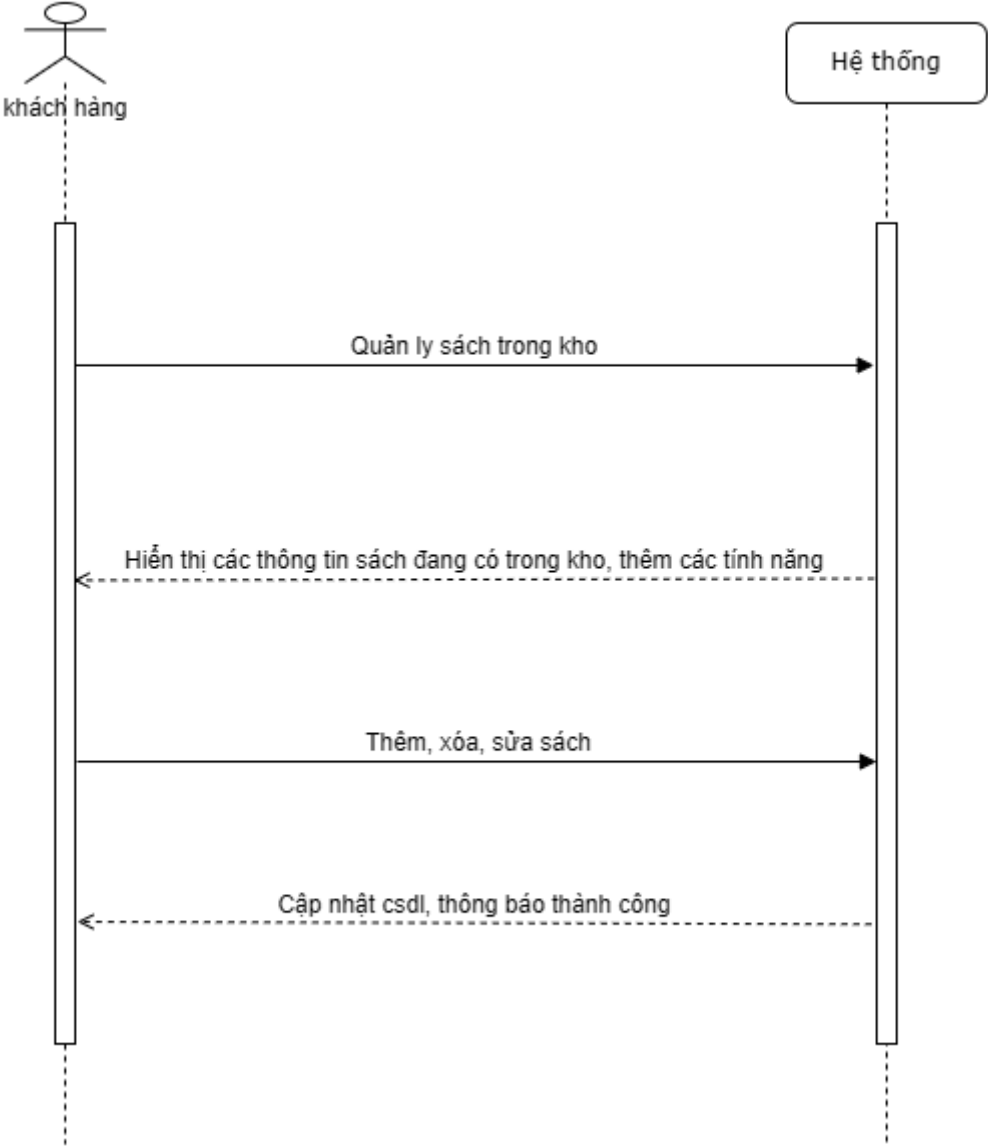 Hệ thống
khách hàng
Quản ly sách trong kho
Hiển thị các thông tin sách đang có trong kho, thêm các tính năng
Thêm, xóa, sửa sách
Cập nhật csdl, thông báo thành công